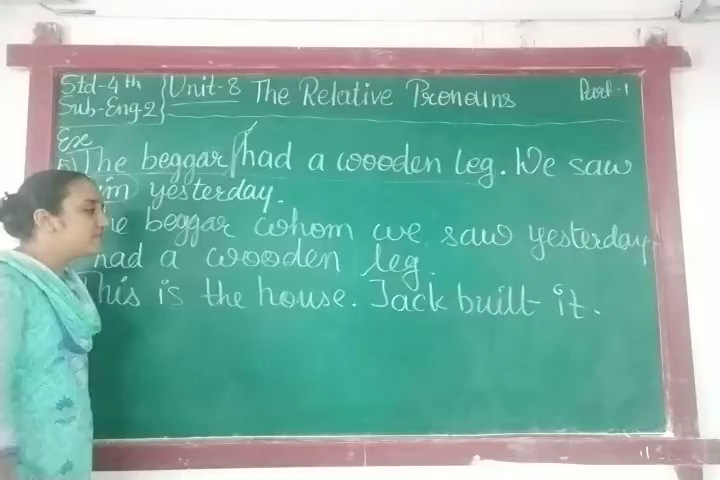 Std-4th
Sub-Eng-2
Unit-8 The Relative Pronouns
Part-1
Exe
5) The beggar had a wooden leg. We saw
him yesterday.
The beggar whom we saw yesterday
had a wooden leg.
This is the house. Jack built it.